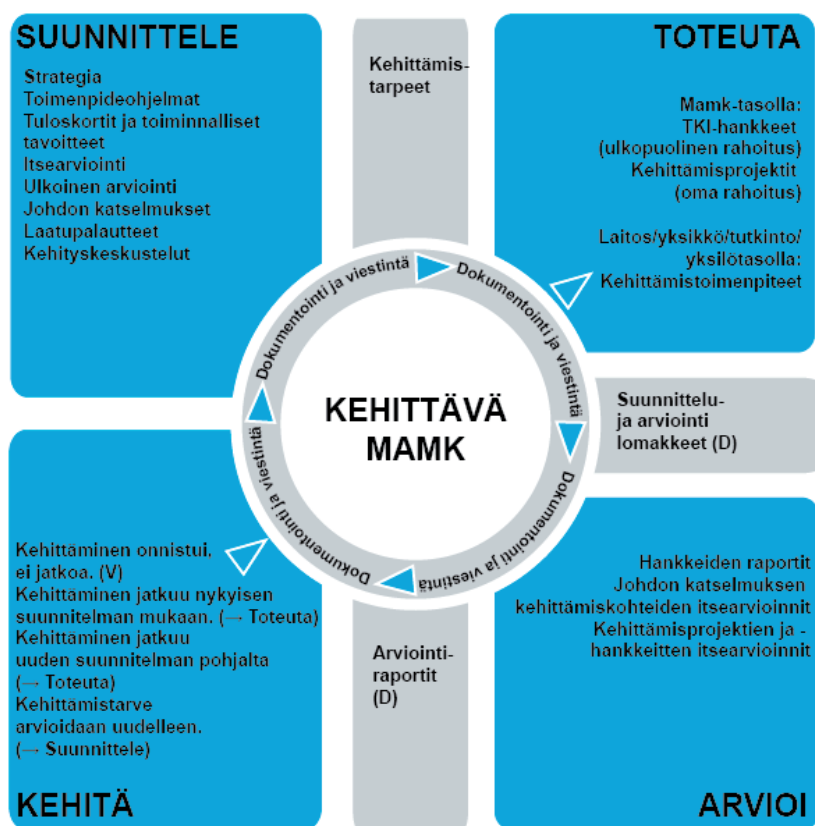 SUUNNITTELE
Strategia
Toimenpideohjelmat
Tuloskortit ja toiminnalliset
tavoitteet
Itsearviointi
Ulkoinen arviointi
Johdon katselmukset
Laatupalautteet
Kehityskeskustelut
Kehittämis-
tarpeet
TOTEUTA
Mamk-tasolla:
TKI-hankkeet
(ulkopuolinen rahoitus)
Kehittämisprojektit
(oma rahoitus)
Laitos/yksikkö/tutkinto/
yksilötasolla:
Kehittämistoimenpiteet
Dokumentointi ja viestintä
Dokumentointi ja viestintä
Dokumentointi ja viestintä
Dokumentointi ja viestintä
Dokumentointi ja viestintä
KEHITTÄVÄ
MAMK
Suunnittelu-
ja arviointi
lomakkeet (D)
Kehittäminen onnistui,
ei jatkoa. (V)
Kehittäminen jatkuu nykyisen
suunnitelman mukaan. (→ Toteuta)
Kehittäminen jatkuu
uuden suunnitelman pohjalta
(→ Toteuta)
Kehittämistarve
arvioidaan uudelleen.
(→ Suunnittele)
KEHITÄ
Arviointi-
raportit
(D)
Hankkeiden raportit
Johdon katselmuksen
kehittämiskohteiden itsearvioinnit
Kehittämisprojektien ja -
hankkeitten itsearvioinnit
ARVIOI